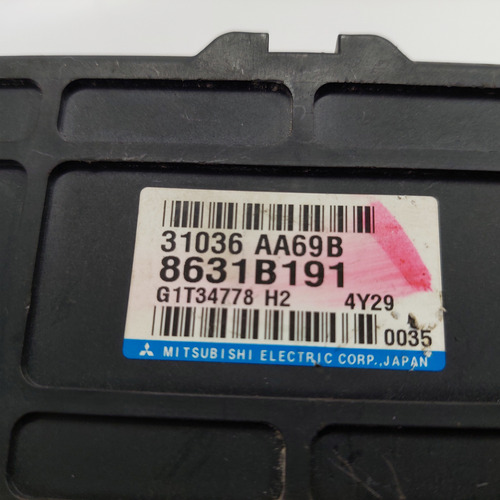 31036 AA69B
8631B191
G1T34778 H2 4Y29
0035
MITSUBISHI ELECTRIC CORP.,JAPAN